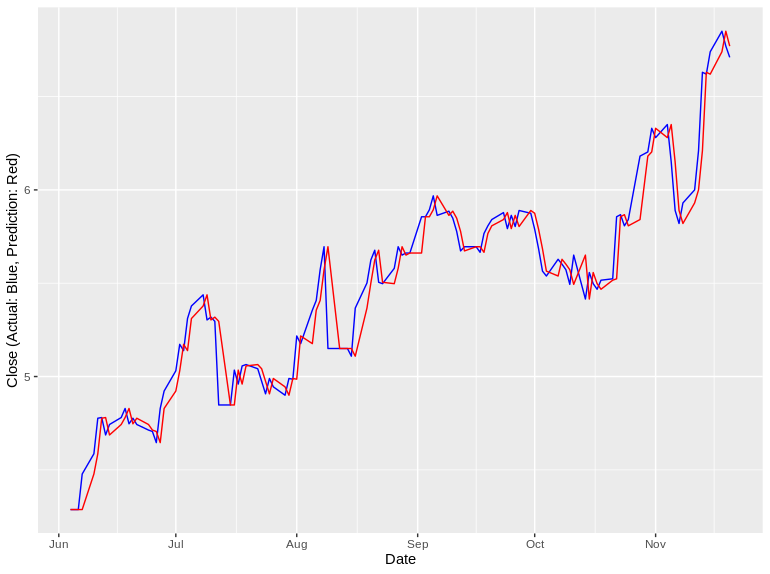 Close (Actual: Blue, Prediction: Red)
6
5
Jun
Jul
Aug
Sep
Oct
Nov
Date